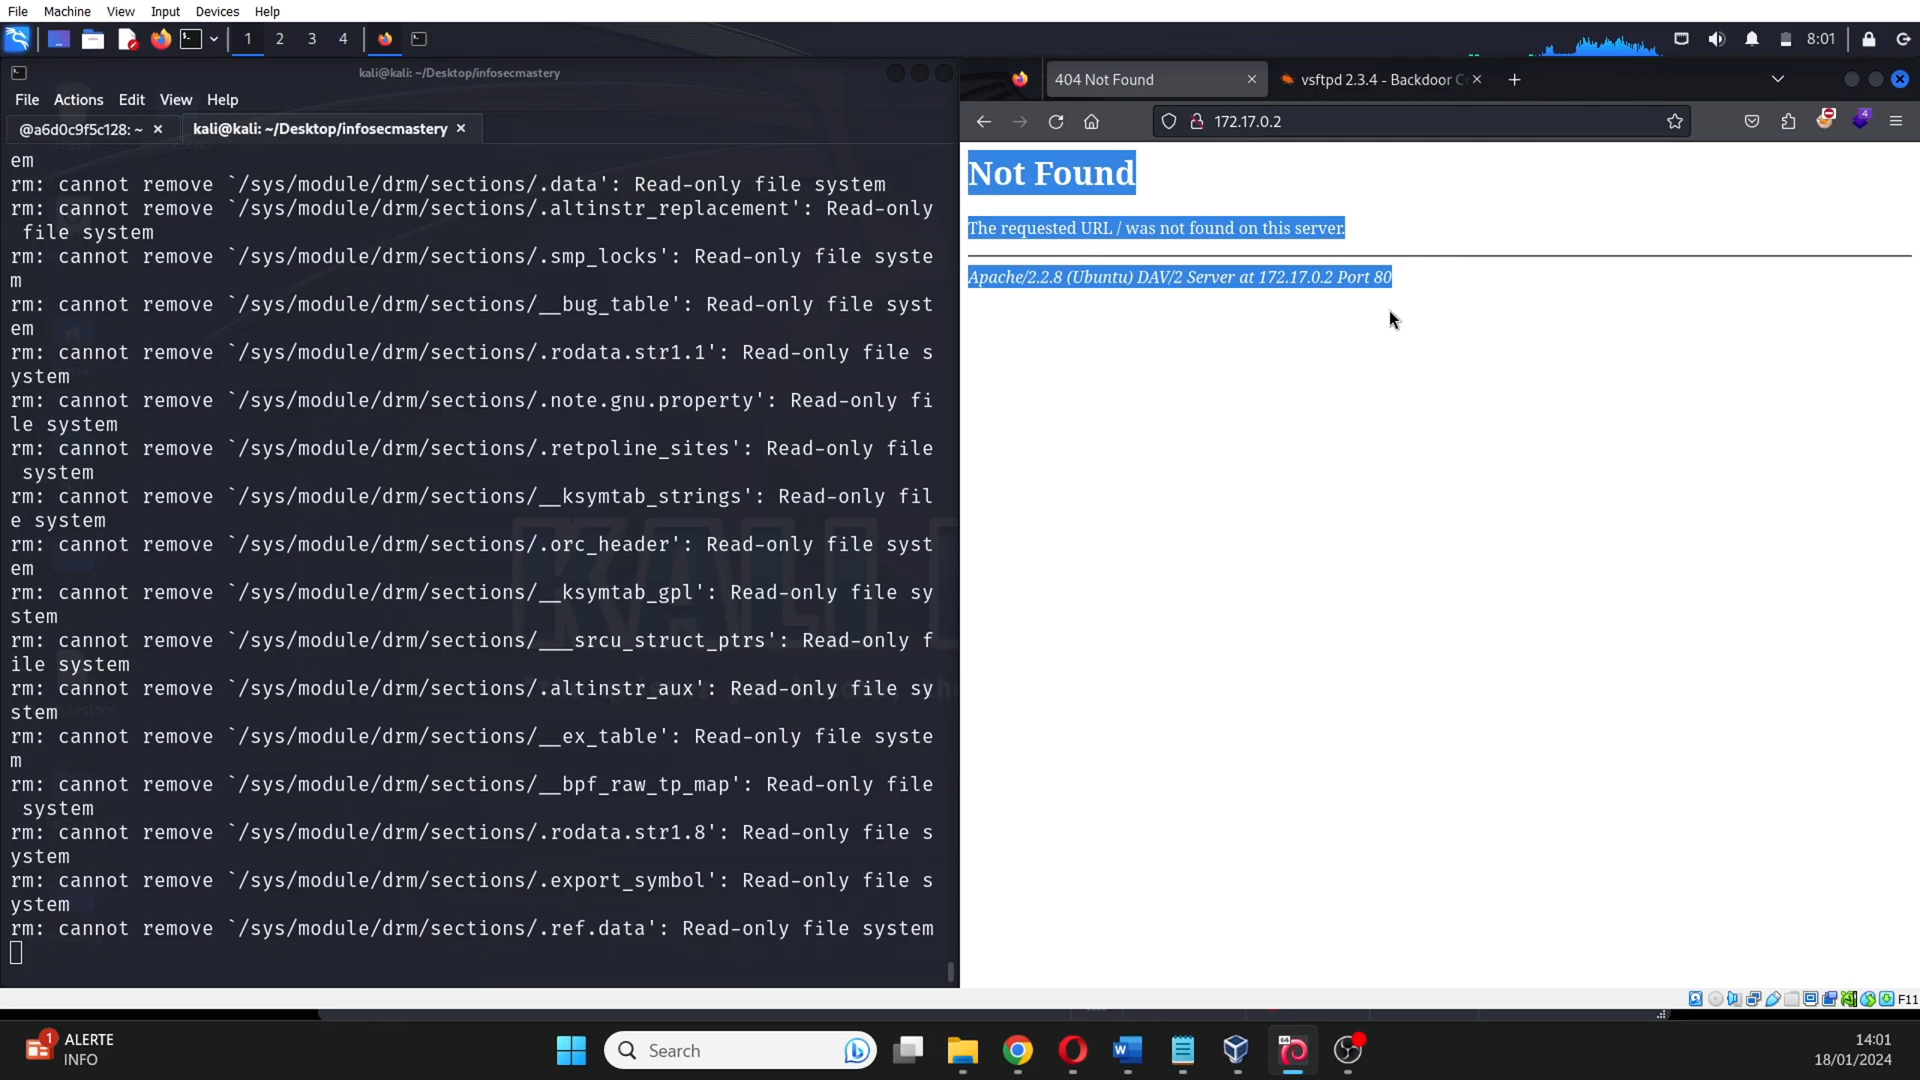 File Machine View Input Devices Help
1 2 3 4 8:01
kali@kali: ~/Desktop/infosecmastery
404 Not Found vsftpd 2.3.4 - Backdoor C
File Actions Edit View Help
172.17.0.2
@a6d0c9f5c128: ~ kali@kali: ~/Desktop/infosecmastery
em
rm: cannot remove `/sys/module/drm/sections/.data': Read-only file system
rm: cannot remove `/sys/module/drm/sections/.altinstr_replacement': Read-only
file system
rm: cannot remove `/sys/module/drm/sections/.smp_locks': Read-only file syste
m
rm: cannot remove `/sys/module/drm/sections/__bug_table': Read-only file syst
em
rm: cannot remove `/sys/module/drm/sections/.rodata.str1.1': Read-only file s
ystem
rm: cannot remove `/sys/module/drm/sections/.note.gnu.property': Read-only fi
le system
rm: cannot remove `/sys/module/drm/sections/.retpoline_sites': Read-only file
system
rm: cannot remove `/sys/module/drm/sections/__ksymtab_strings': Read-only fil
e system
rm: cannot remove `/sys/module/drm/sections/.orc_header': Read-only file syst
em
rm: cannot remove `/sys/module/drm/sections/__ksymtab_gpl': Read-only file sy
stem
rm: cannot remove `/sys/module/drm/sections/___srcu_struct_ptrs': Read-only f
ile system
rm: cannot remove `/sys/module/drm/sections/.altinstr_aux': Read-only file sy
stem
rm: cannot remove `/sys/module/drm/sections/__ex_table': Read-only file syste
m
rm: cannot remove `/sys/module/drm/sections/__bpf_raw_tp_map': Read-only file
system
rm: cannot remove `/sys/module/drm/sections/.rodata.str1.8': Read-only file s
ystem
rm: cannot remove `/sys/module/drm/sections/.export_symbol': Read-only file s
ystem
rm: cannot remove `/sys/module/drm/sections/.ref.data': Read-only file system
Not Found
The requested URL / was not found on this server.
Apache/2.2.8 (Ubuntu) DAV/2 Server at 172.17.0.2 Port 80
4
F11
1 ALERTE
INFO
Search
64
14:01
18/01/2024